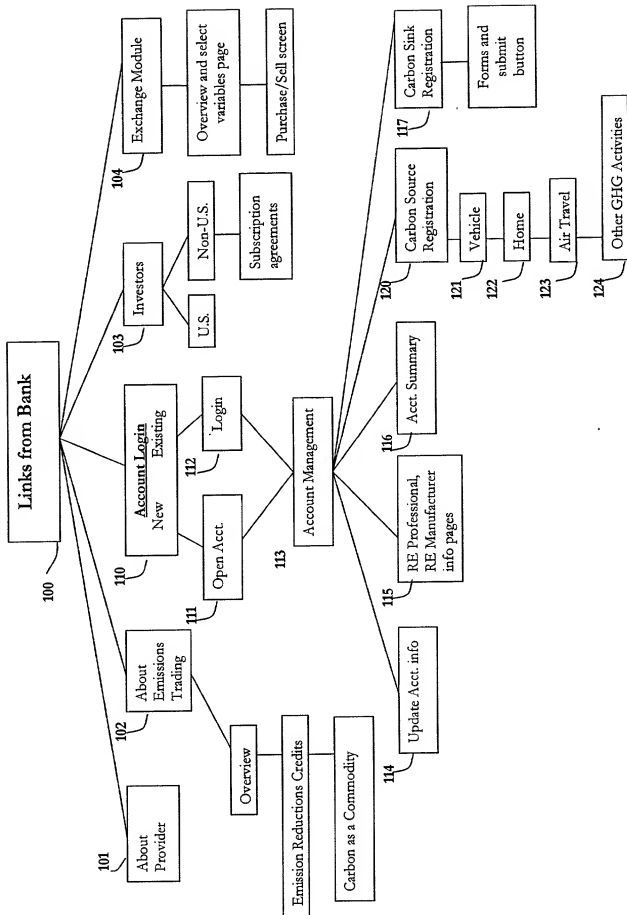 Links from Bank
100
101
About
Provider
102
About
Emissions
Trading
Overview
Emission Reductions Credits
Carbon as a Commodity
110
Account Login
New Existing
111
Open Acct.
112
Login
103
Investors
U.S.
Non-U.S.
Subscription
agreements
104
Exchange Module
Overview and select
variables page
Purchase/Sell screen
113
Account Management
114
Update Acct. info
115
RE Professional,
RE Manufacturer
info pages
116
Acct. Summary
120
Carbon Source
Registration
121
Vehicle
122
Home
123
Air Travel
124
Other GHG Activities
117
Carbon Sink
Registration
Forms and
submit
button